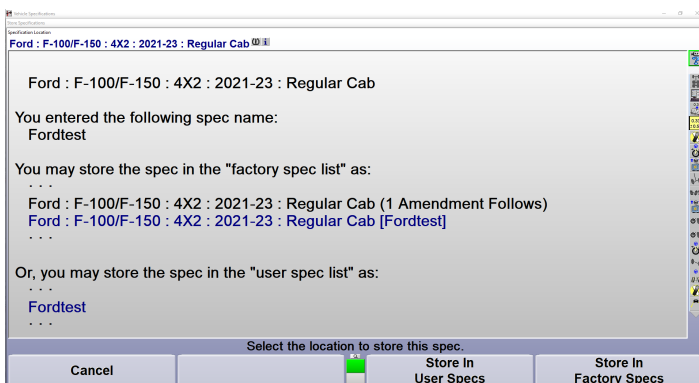 Vehicle Specifications
Store Specifications
Specification Location
Ford : F-100/F-150 : 4X2 : 2021-23 : Regular Cab
Ford : F-100/F-150 : 4X2 : 2021-23 : Regular Cab
You entered the following spec name:
Fordtest
You may store the spec in the "factory spec list" as:
. . .
Ford : F-100/F-150 : 4X2 : 2021-23 : Regular Cab (1 Amendment Follows)
Ford : F-100/F-150 : 4X2 : 2021-23 : Regular Cab [Fordtest]
. . .
Or, you may store the spec in the "user spec list" as:
. . .
Fordtest
. . .
Select the location to store this spec.
Cancel
Store In
User Specs
Store In
Factory Specs